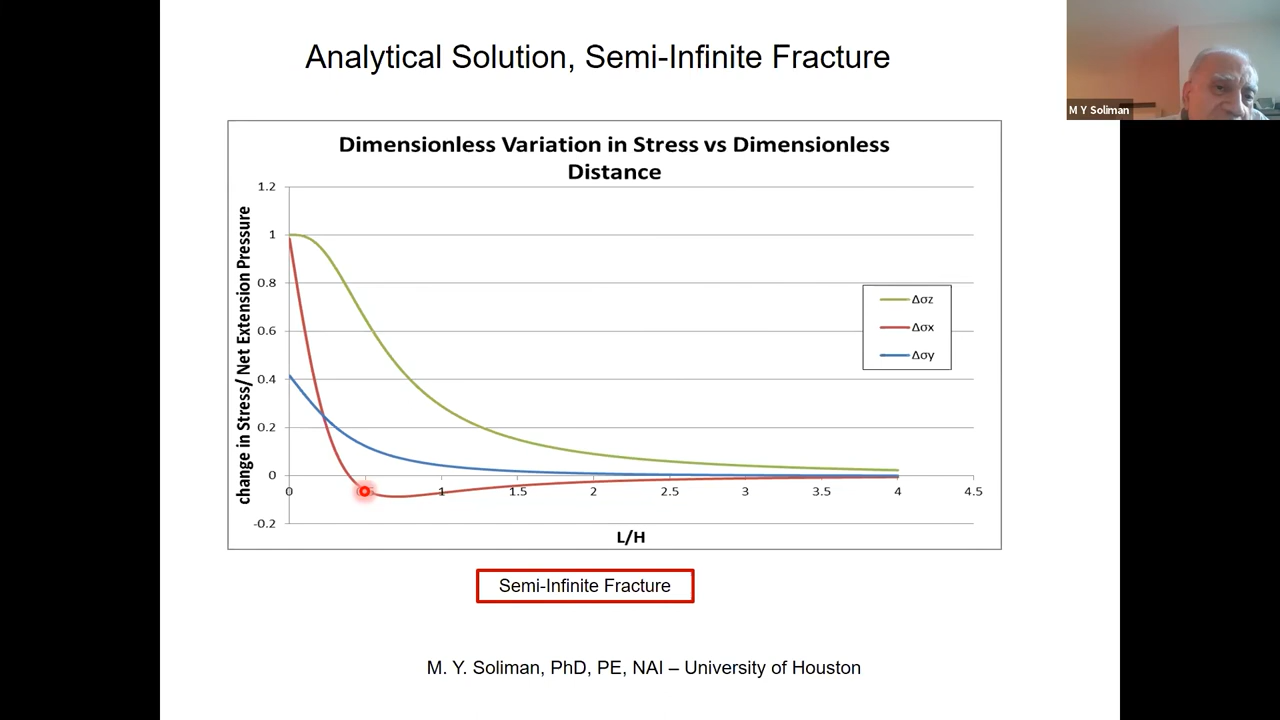 Analytical Solution, Semi-Infinite Fracture
M Y Soliman
Dimensionless Variation in Stress vs Dimensionless
Distance
change in Stress/ Net Extension Pressure
1.2
1
0.8
0.6
0.4
0.2
0
-0.2
Δσz
Δσx
Δσy
0
1
1.5
2
2.5
3
3.5
4
4.5
L/H
Semi-Infinite Fracture
M. Y. Soliman, PhD, PE, NAI – University of Houston